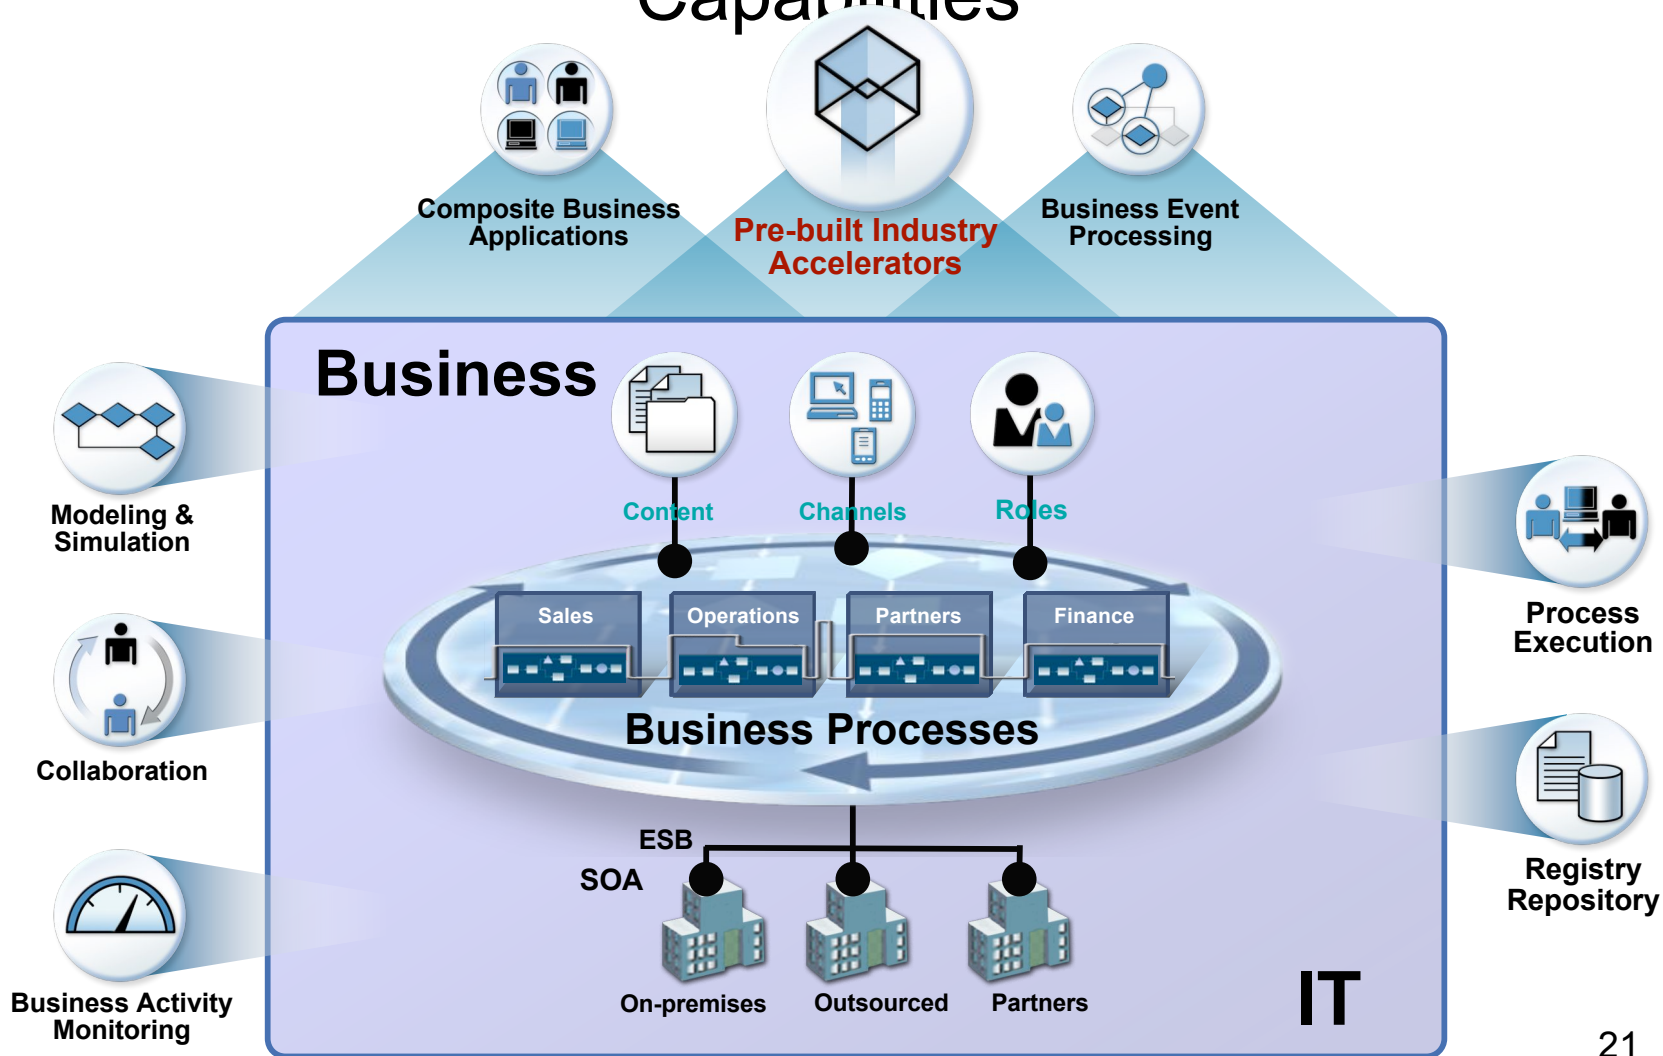 Capabilities
Composite Business
Applications
Pre-built Industry
Accelerators
Business Event
Processing
Business
Modeling &
Simulation
Content
Channels
Roles
Process
Execution
Sales
Operations
Partners
Finance
Business Processes
Collaboration
ESB
SOA
Registry
Repository
On-premises
Outsourced
Partners
IT
Business Activity
Monitoring
21